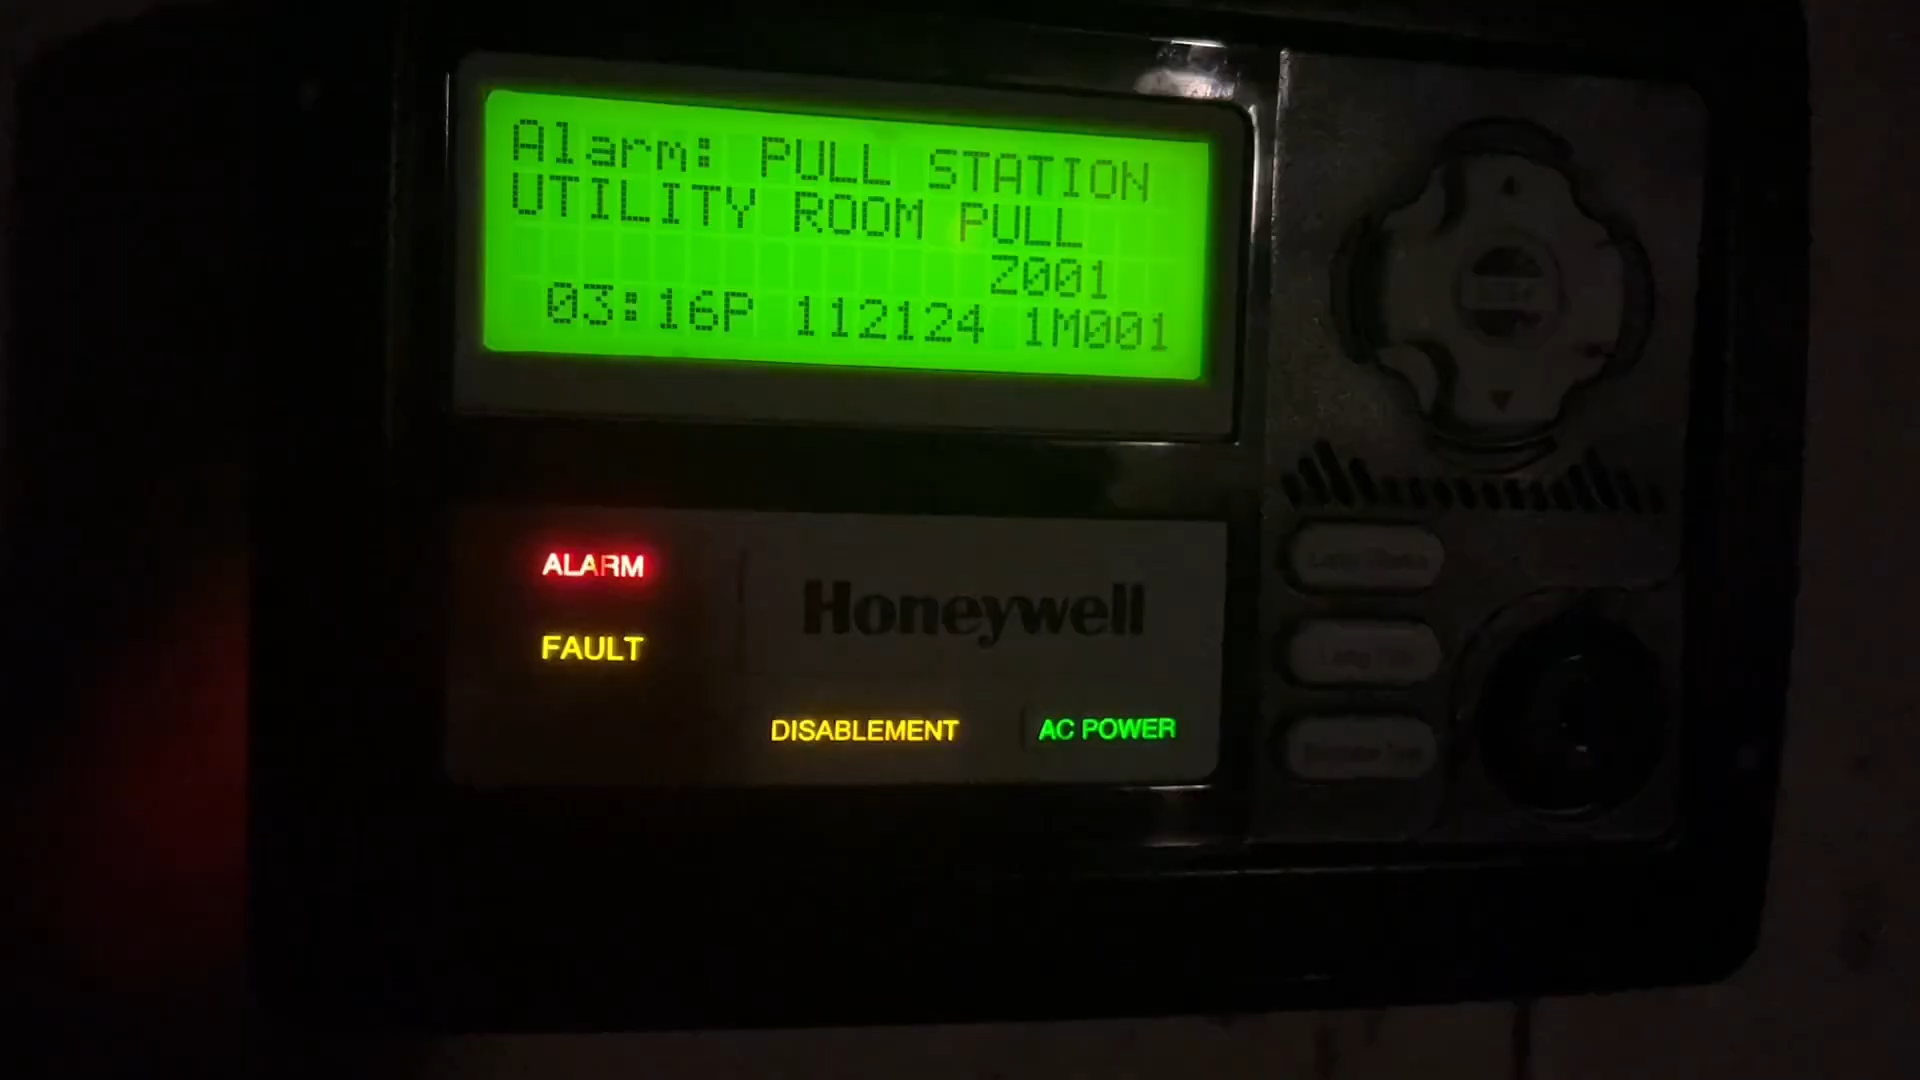 Alarm: PULL STATION
UTILITY ROOM PULL
Z001
03:16P 112124 1M001
ALARM
FAULT
Honeywell
DISABLEMENT
AC POWER